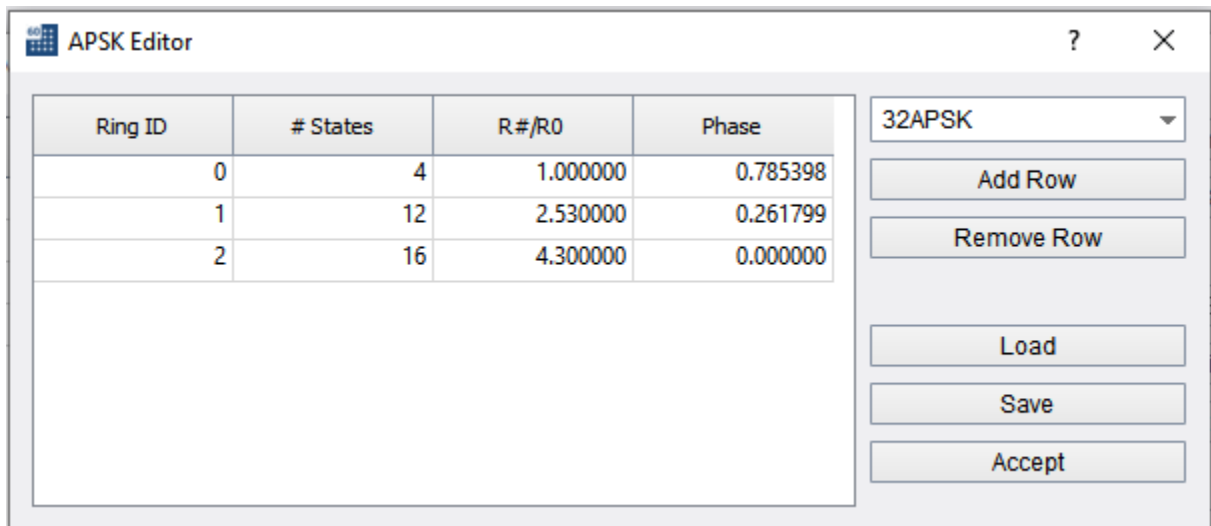 60
APSK Editor
?
Ring ID # States R#/R0 Phase
0 4 1.000000 0.785398
1 12 2.530000 0.261799
2 16 4.300000 0.000000
32APSK
Add Row
Remove Row
Load
Save
Accept